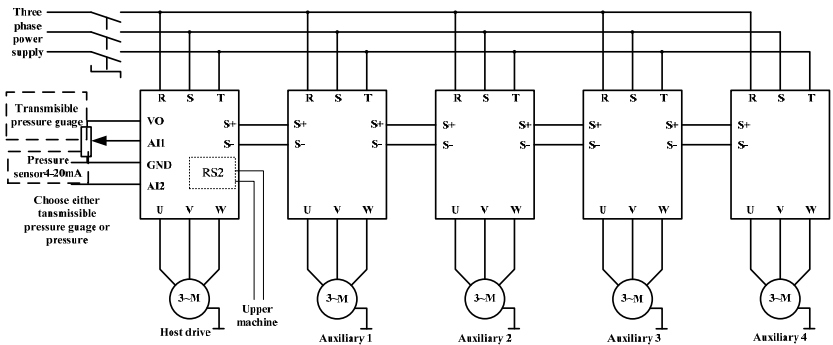 Three
phase
power
supply
R S T
R S T
R S T
R S T
R S T
Transmisible
pressure guage
VO
AI1
GND
AI2
Pressure
sensor4-20mA
Choose either
tansmissible
pressure guage or
pressure
S+
S-
RS2
S+ S+
S- S-
S+ S+
S- S-
S+ S+
S- S-
S+
S-
U V W
U V W
U V W
U V W
U V W
3~M
3~M
3~M
3~M
3~M
Host drive
Upper
machine
Auxiliary 1
Auxiliary 2
Auxiliary 3
Auxiliary 4